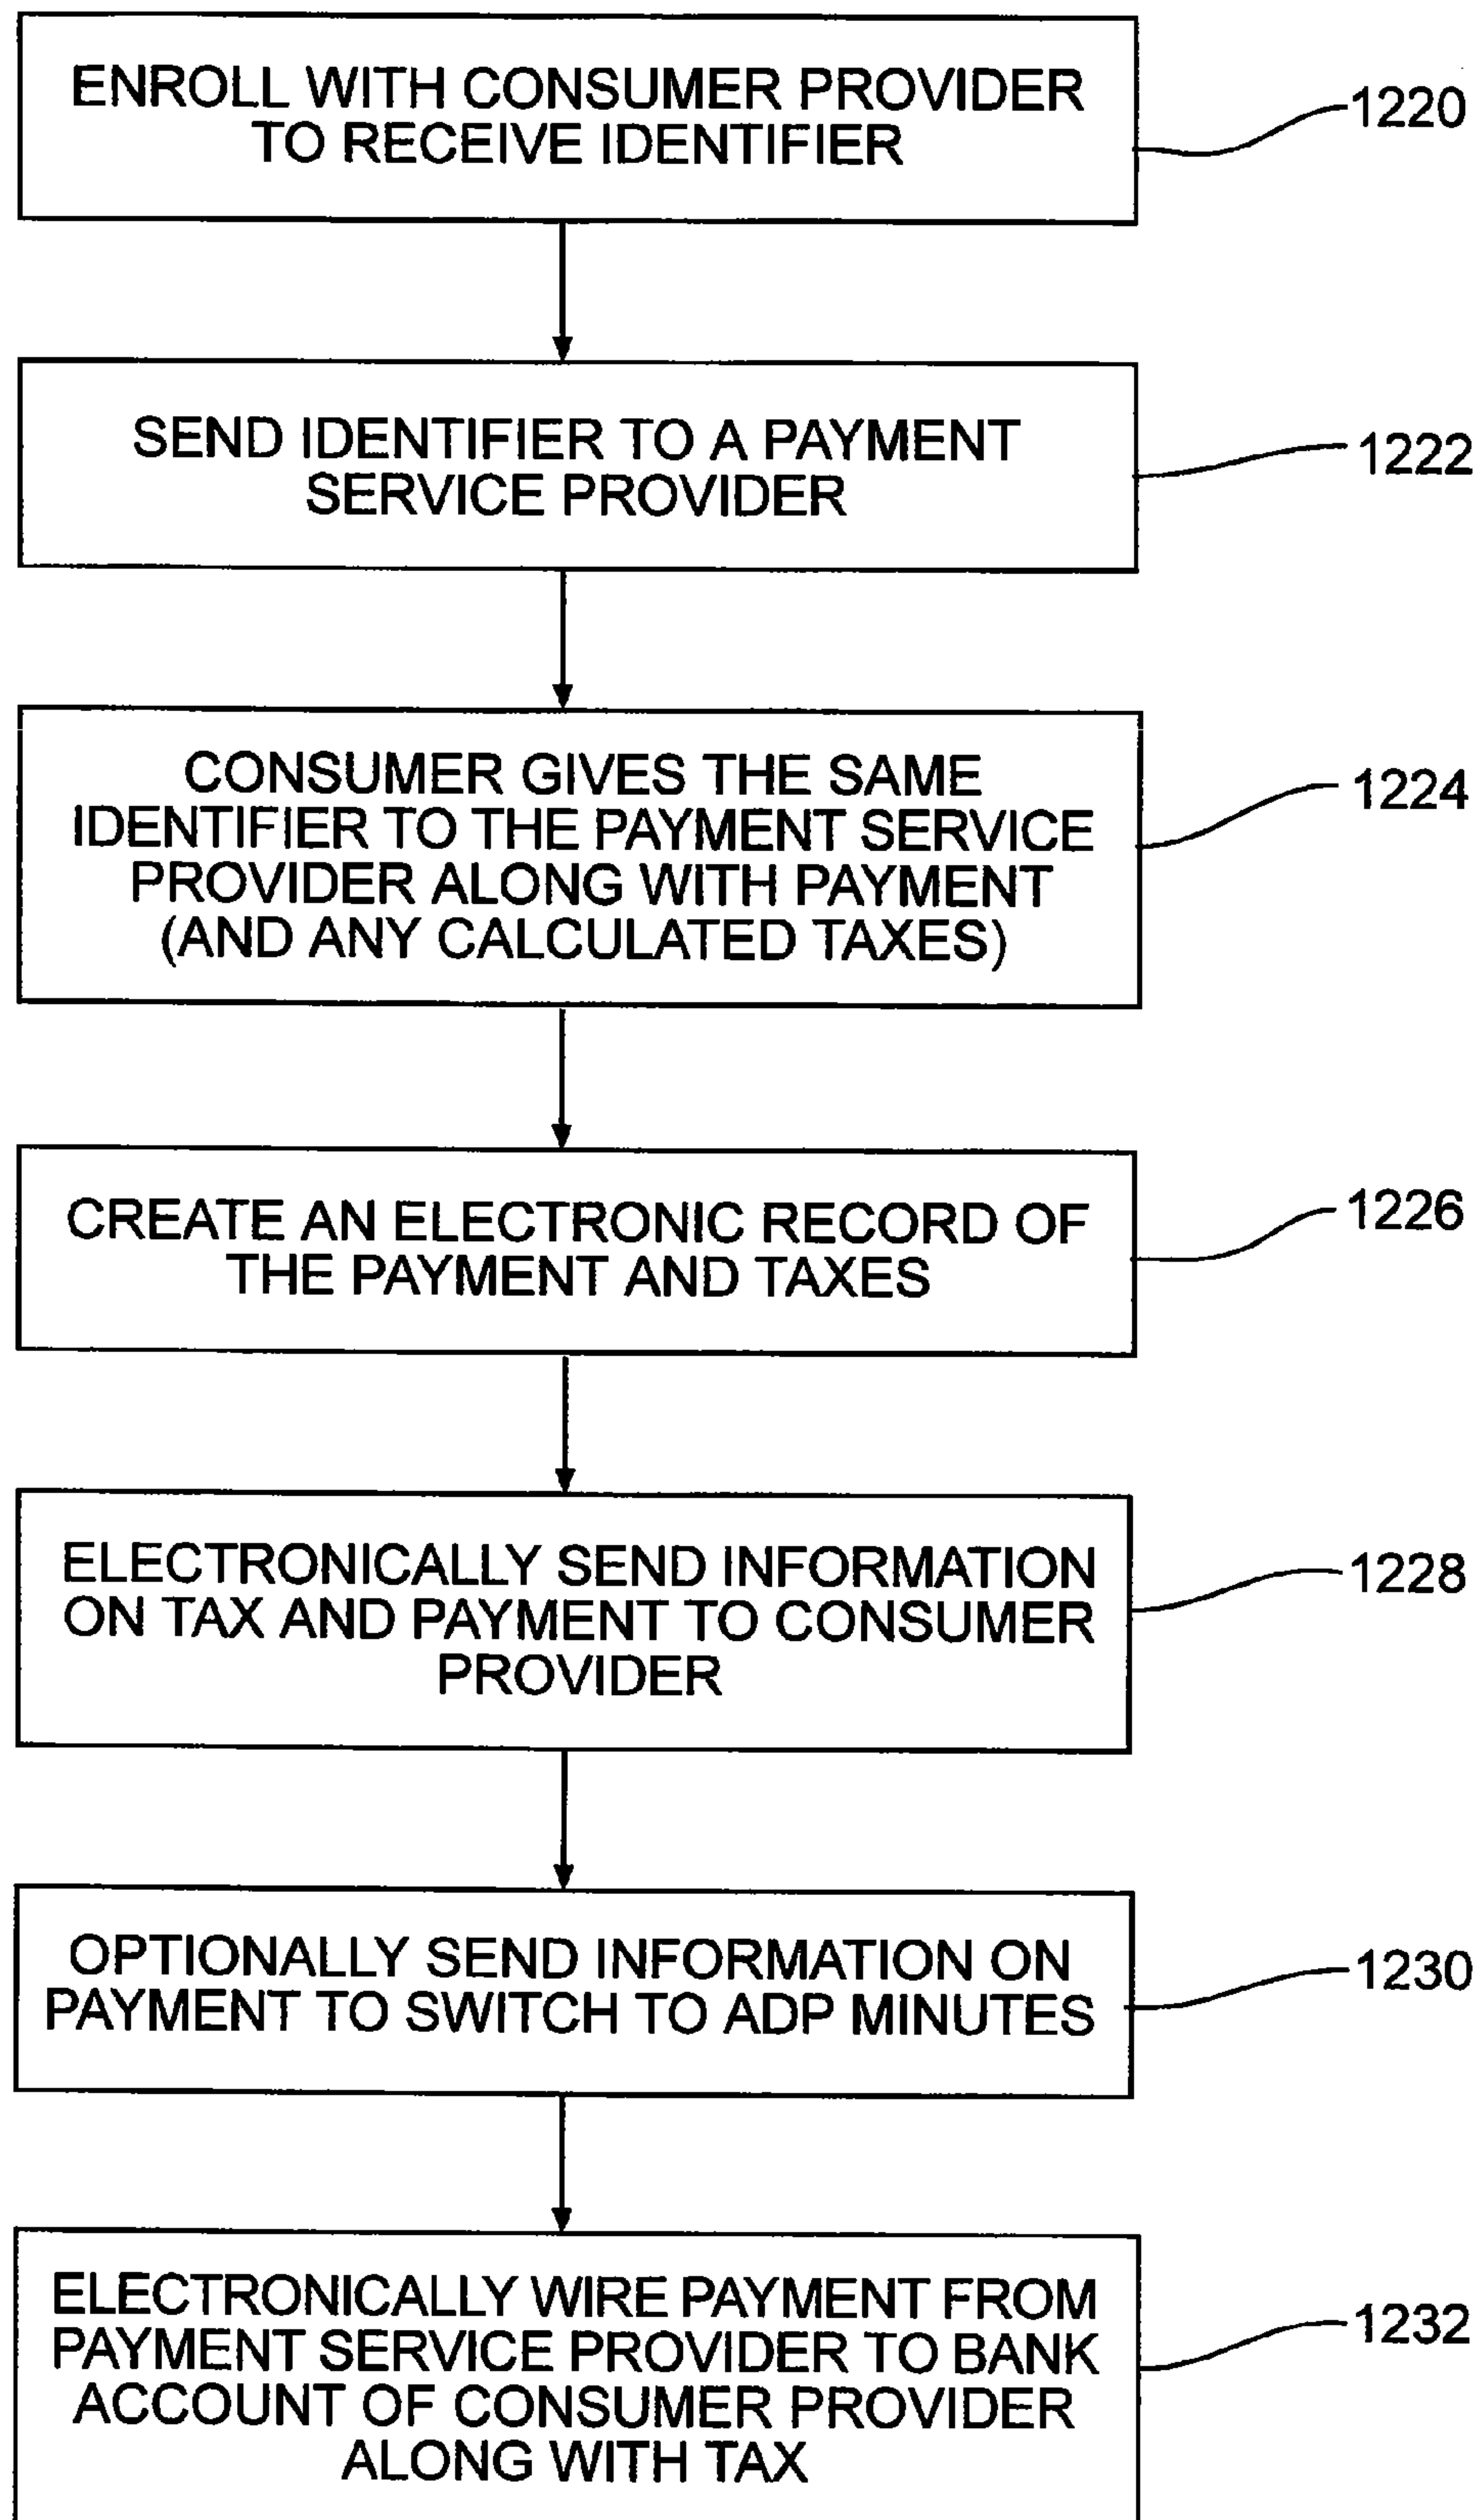 ENROLL WITH CONSUMER PROVIDER
TO RECEIVE IDENTIFIER
1220
SEND IDENTIFIER TO A PAYMENT
SERVICE PROVIDER
1222
CONSUMER GIVES THE SAME
IDENTIFIER TO THE PAYMENT SERVICE
PROVIDER ALONG WITH PAYMENT
(AND ANY CALCULATED TAXES)
1224
CREATE AN ELECTRONIC RECORD OF
THE PAYMENT AND TAXES
1226
ELECTRONICALLY SEND INFORMATION
ON TAX AND PAYMENT TO CONSUMER
PROVIDER
1228
OPTIONALLY SEND INFORMATION ON
PAYMENT TO SWITCH TO ADP MINUTES
1230
ELECTRONICALLY WIRE PAYMENT FROM
PAYMENT SERVICE PROVIDER TO BANK
ACCOUNT OF CONSUMER PROVIDER
ALONG WITH TAX
1232